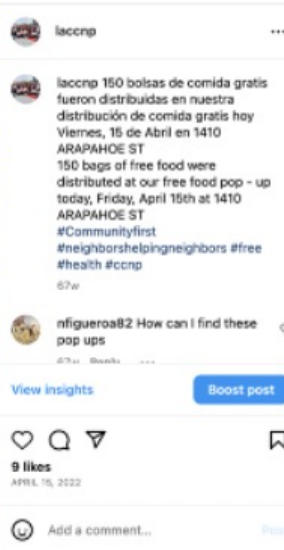 laccnp
laccnp 150 bolsas de comida gratis
fueron distribuidas en nuestra
distribución de comida gratis hoy
Viernes, 15 de Abril en 1410
ARAPAHOE ST
150 bags of free food were
distributed at our free food pop - up
today, Friday, April 15th at 1410
ARAPAHOE ST
#Communityfirst
#neighborshelpingneighbors #free
#health #ccnp
67w
nfigueroa82 How can I find these
pop ups
67w Reply
View insights
Boost post
9 likes
APRIL 15, 2022
Add a comment...
Post